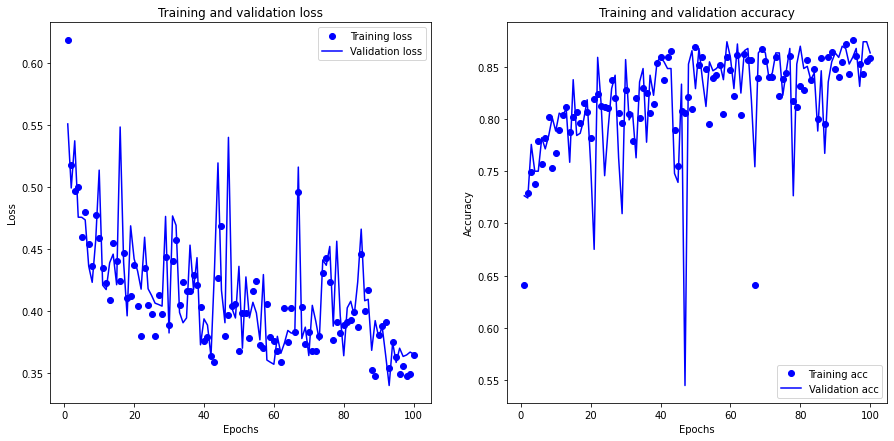 Training and validation loss
Training loss
Validation loss
0.60
0.55
0.50
0.45
0.40
0.35
Loss
0 20 40 60 80 100
Epochs
Training and validation accuracy
0.85
0.80
0.75
0.70
0.65
0.60
0.55
Accuracy
Training acc
Validation acc
0 20 40 60 80 100
Epochs